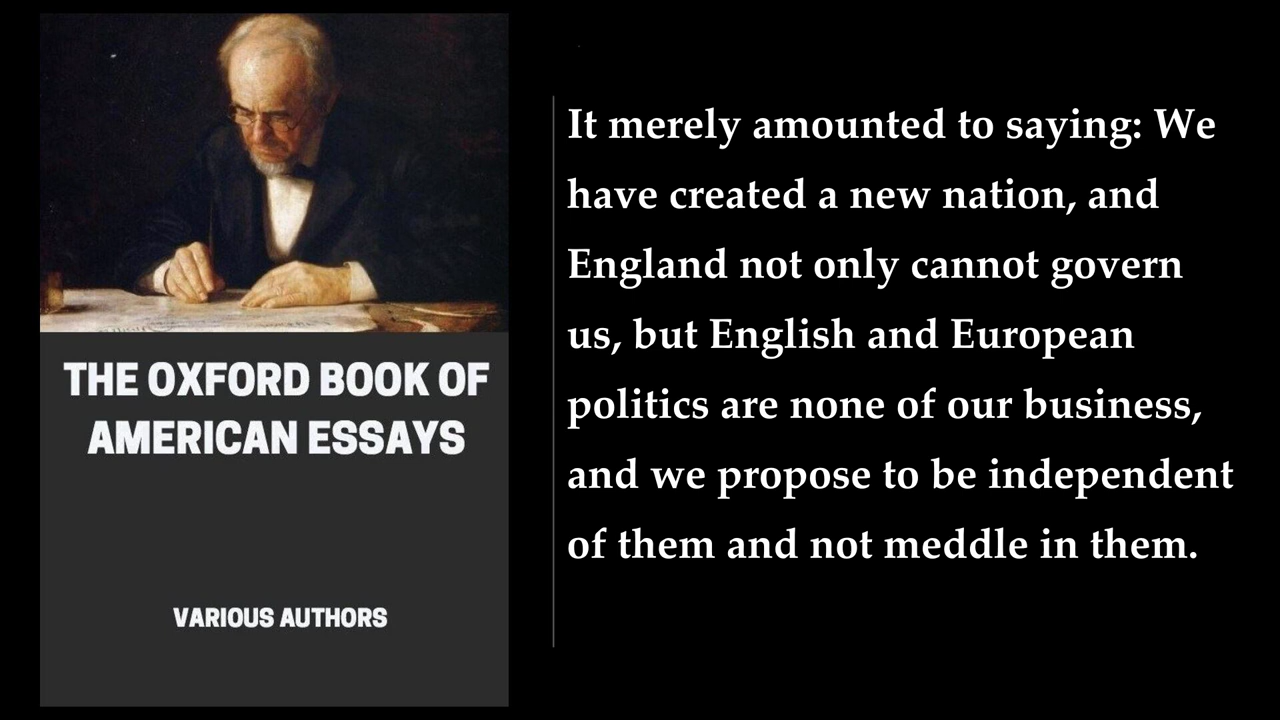 THE OXFORD BOOK OF
AMERICAN ESSAYS
VARIOUS AUTHORS
It merely amounted to saying: We
have created a new nation, and
England not only cannot govern
us, but English and European
politics are none of our business,
and we propose to be independent
of them and not meddle in them.